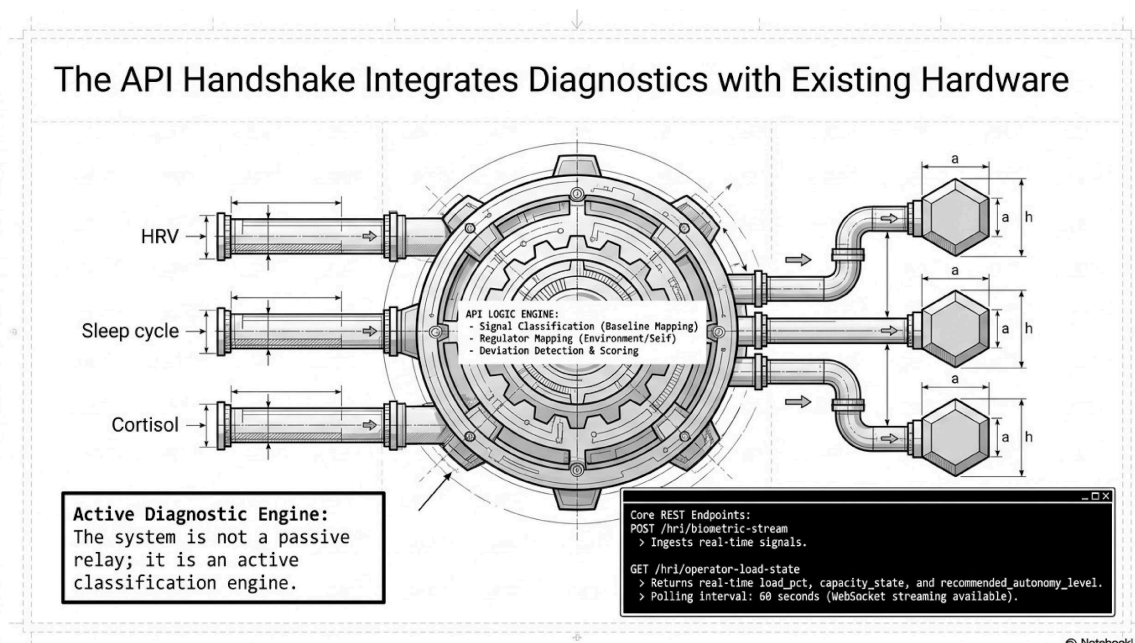 The API Handshake Integrates Diagnostics with Existing Hardware
HRV
Sleep cycle
Cortisol
API LOGIC ENGINE:
- Signal Classification (Baseline Mapping)
- Regulator Mapping (Environment/Self)
- Deviation Detection & Scoring
a
a
h
a
a
h
a
a
h
Active Diagnostic Engine:
The system is not a passive
relay; it is an active
classification engine.
Core REST Endpoints:
POST /hri/biometric-stream
> Ingests real-time signals.
GET /hri/operator-load-state
> Returns real-time load_pct, capacity_state, and recommended_autonomy_level.
> Polling interval: 60 seconds (WebSocket streaming available).